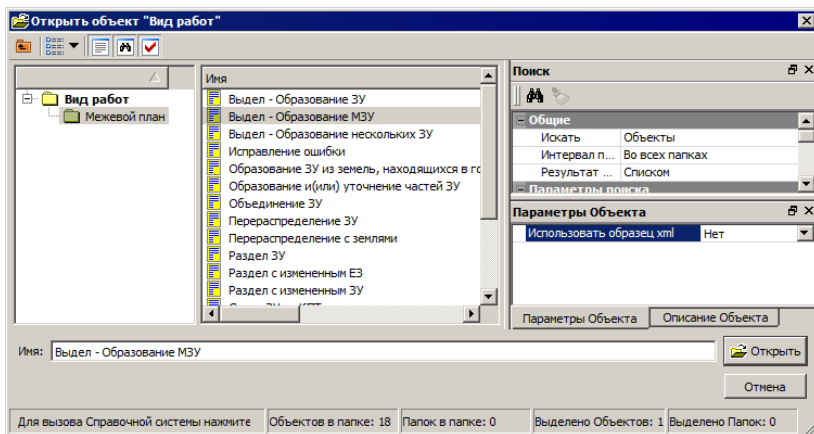 Открыть объект "Вид работ"
Вид работ
Межевой план
Имя
Выдел - Образование ЗУ
Выдел - Образование МЗУ
Выдел - Образование нескольких ЗУ
Исправление ошибки
Образование ЗУ из земель, находящихся в гс
Образование и(или) уточнение частей ЗУ
Объединение ЗУ
Перераспределение ЗУ
Перераспределение с землями
Раздел ЗУ
Раздел с измененным ЕЗ
Раздел с измененным ЗУ
Поиск
Общие
Искать Объекты
Интервал п... Во всех папках
Результат ... Списком
Параметры поиска
Параметры Объекта
Использовать образец xml Нет
Параметры Объекта Описание Объекта
Имя: Выдел - Образование МЗУ
Открыть
Отмена
Для вызова Справочной системы нажмите Объектов в папке: 18 Папок в папке: 0 Выделено Объектов: 1 Выделено Папок: 0